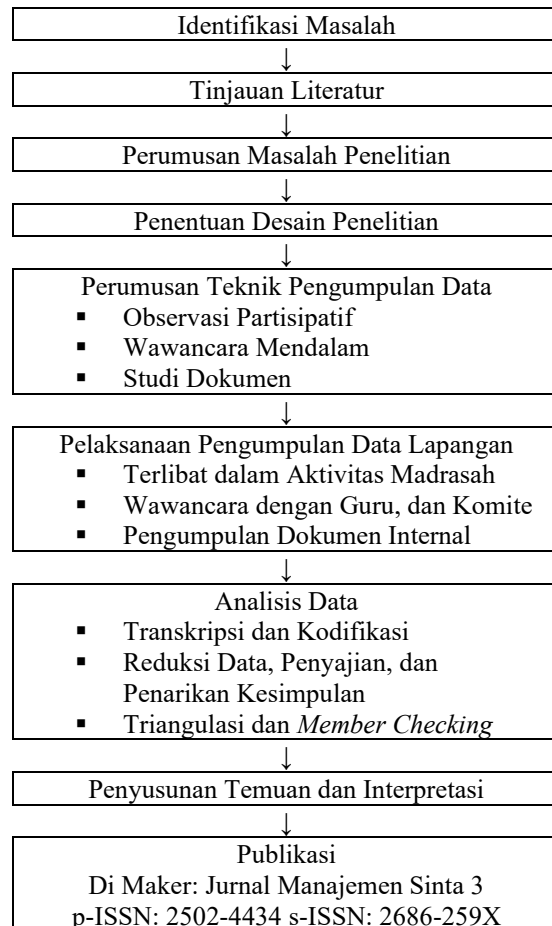 Identifikasi Masalah
↓
Tinjauan Literatur
↓
Perumusan Masalah Penelitian
↓
Penentuan Desain Penelitian
↓
Perumusan Teknik Pengumpulan Data
▪ Observasi Partisipatif
▪ Wawancara Mendalam
▪ Studi Dokumen
↓
Pelaksanaan Pengumpulan Data Lapangan
▪ Terlibat dalam Aktivitas Madrasah
▪ Wawancara dengan Guru, dan Komite
▪ Pengumpulan Dokumen Internal
↓
Analisis Data
▪ Transkripsi dan Kodifikasi
▪ Reduksi Data, Penyajian, dan
Penarikan Kesimpulan
▪ Triangulasi dan Member Checking
↓
Penyusunan Temuan dan Interpretasi
↓
Publikasi
Di Maker: Jurnal Manajemen Sinta 3
p-ISSN: 2502-4434 s-ISSN: 2686-259X